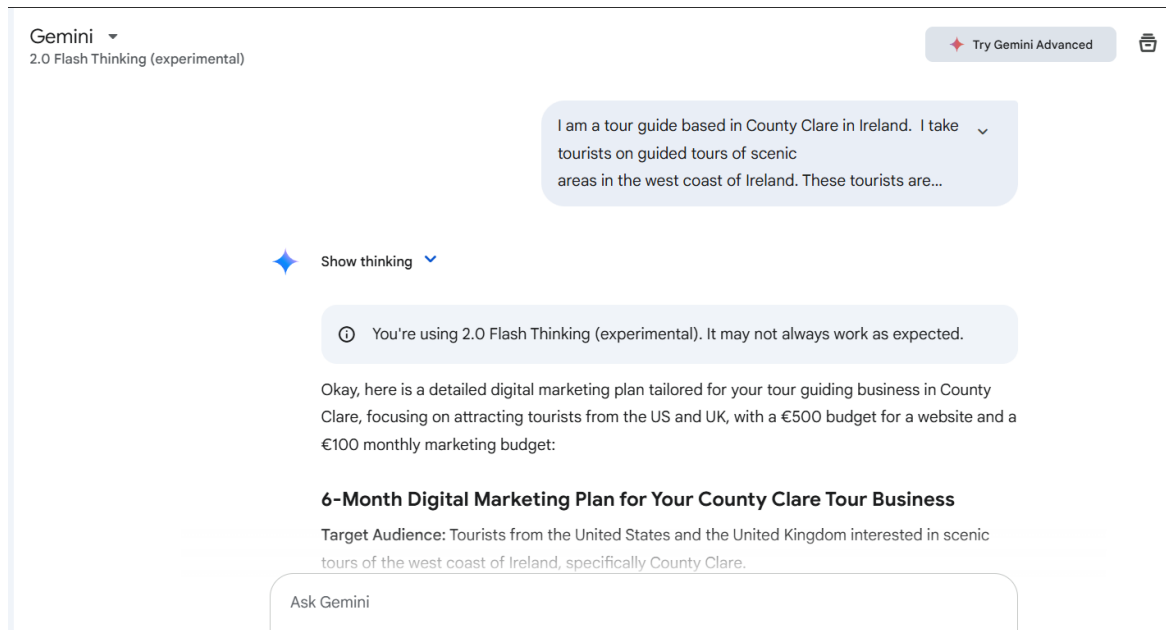 Gemini
2.0 Flash Thinking (experimental)
Try Gemini Advanced
I am a tour guide based in County Clare in Ireland.  I take
tourists on guided tours of scenic
areas in the west coast of Ireland. These tourists are...
Show thinking
You're using 2.0 Flash Thinking (experimental). It may not always work as expected.
Okay, here is a detailed digital marketing plan tailored for your tour guiding business in County
Clare, focusing on attracting tourists from the US and UK, with a €500 budget for a website and a
€100 monthly marketing budget:
6-Month Digital Marketing Plan for Your County Clare Tour Business
Target Audience: Tourists from the United States and the United Kingdom interested in scenic
tours of the west coast of Ireland, specifically County Clare.
Ask Gemini